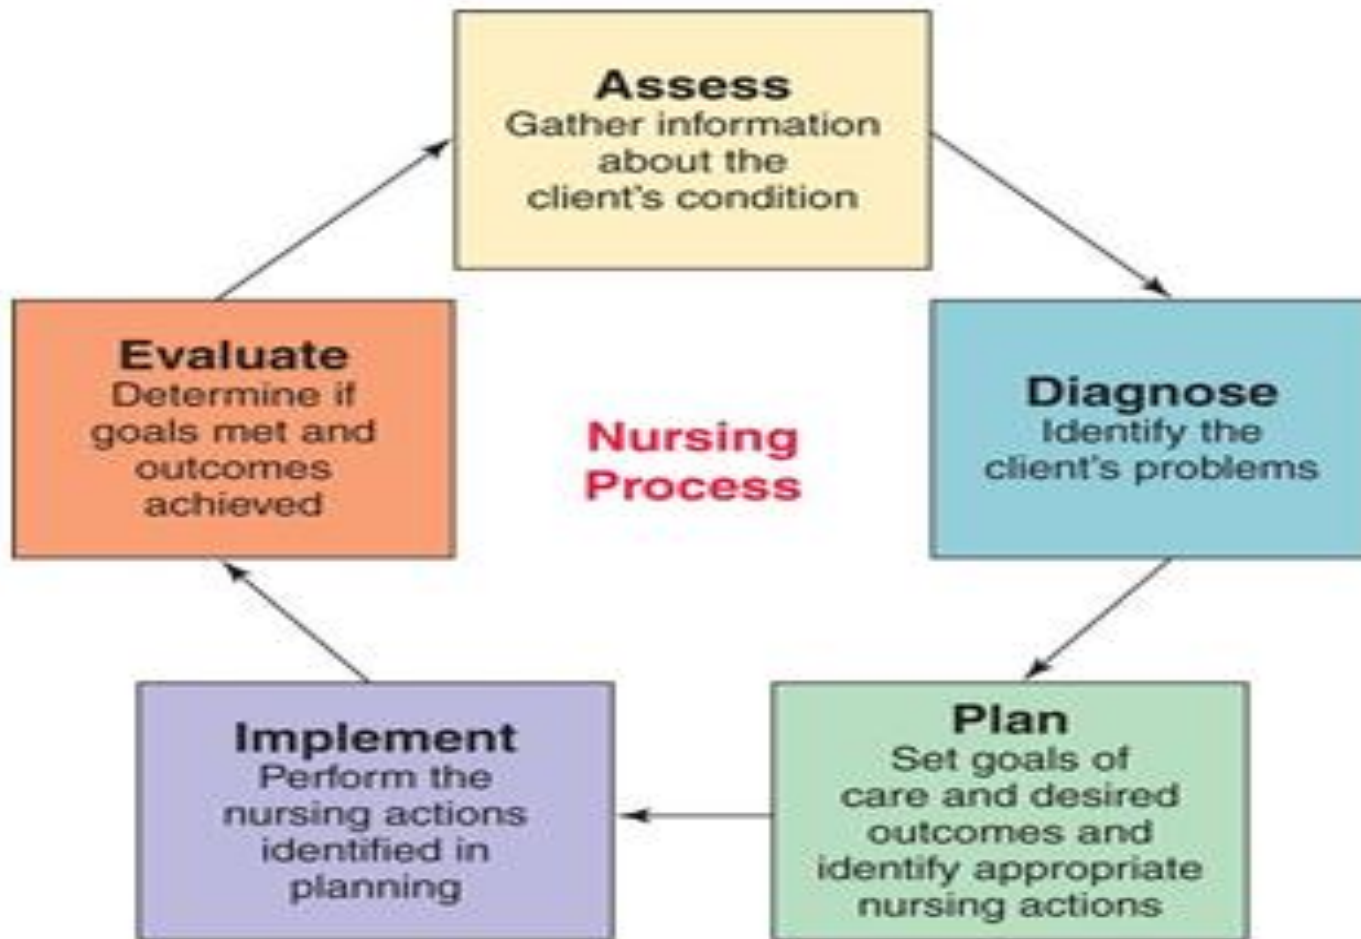 Assess
Gather information
about the
client's condition
Evaluate
Determine if
goals met and
outcomes
achieved
Nursing
Process
Diagnose
Identify the
client's problems
Implement
Perform the
nursing actions
identified in
planning
Plan
Set goals of
care and desired
outcomes and
identify appropriate
nursing actions